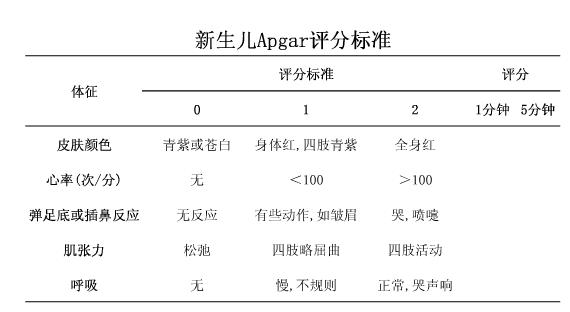 新生儿Apgar评分标准
体征 评分标准 评分
0 1 2 1分钟 5分钟
皮肤颜色 青紫或苍白 身体红,四肢青紫 全身红
心率(次/分) 无 <100 >100
弹足底或插鼻反应 无反应 有些动作,如皱眉 哭,喷嚏
肌张力 松弛 四肢略屈曲 四肢活动
呼吸 无 慢,不规则 正常,哭声响